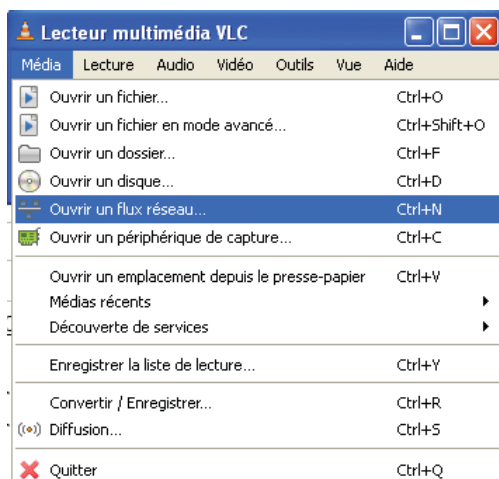 Lecteur multimédia VLC
Média Lecture Audio Vidéo Outils Vue Aide
Ouvrir un fichier... Ctrl+O
Ouvrir un fichier en mode avancé... Ctrl+Shift+O
Ouvrir un dossier... Ctrl+F
Ouvrir un disque... Ctrl+D
Ouvrir un flux réseau... Ctrl+N
Ouvrir un périphérique de capture... Ctrl+C
Ouvrir un emplacement depuis le presse-papier Ctrl+V
Médias récents
Découverte de services
Enregistrer la liste de lecture... Ctrl+Y
Convertir / Enregistrer... Ctrl+R
Diffusion... Ctrl+S
Quitter Ctrl+Q